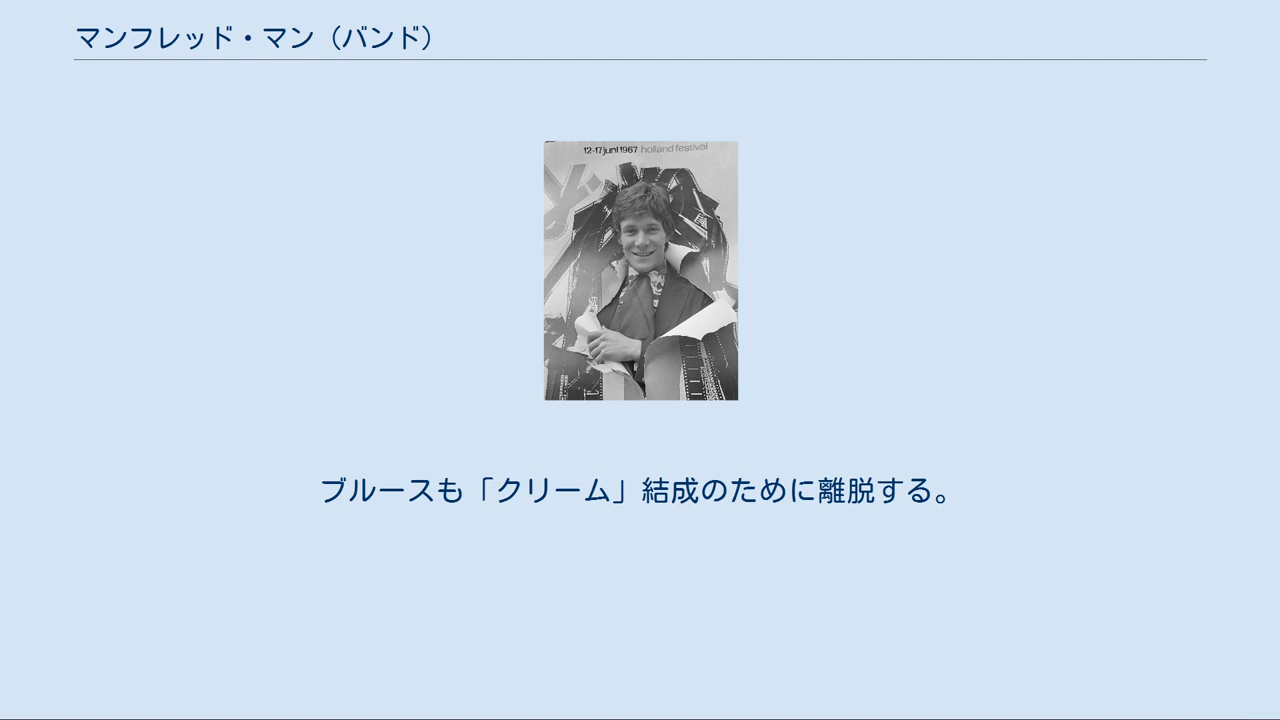 マンフレッド・マン（バンド）
12-17 juni 1967 holland festival
ブルースも「クリーム」結成のために離脱する。